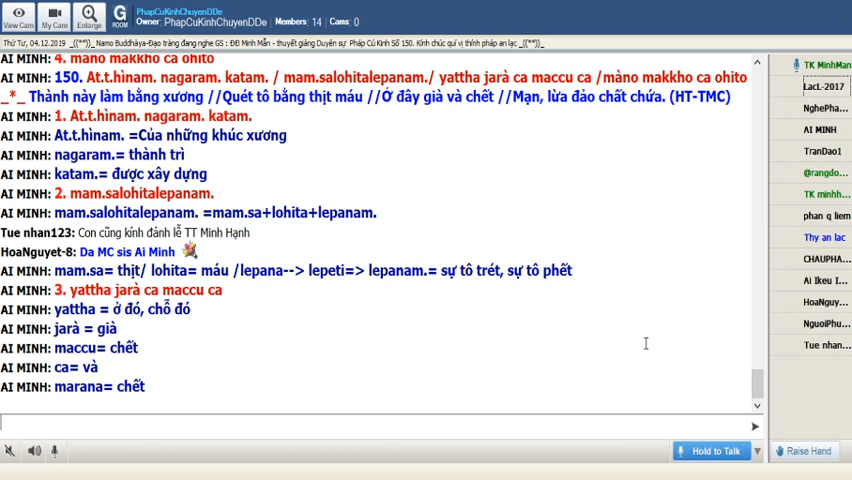 PhapCuKinhChuyenDDe
Owner: PhapCuKinhChuyenDDe Members: 14 Cams: 0
View Cam My Cam Enlarge G ROOM
Thứ Tư, 04.12.2019 _((**))_ Namo Buddhàya-Đạo tràng đang nghe GS : ĐĐ Minh Mẫn - thuyết giảng Duyên sự Pháp Cú Kinh Số 150. Kính chúc quí vị thính pháp an lạc _((**))_
AI MINH: 4. màno makkho ca ohito
AI MINH: 150. At.t.hìnam. nagaram. katam. / mam.salohitalepanam./ yattha jarà ca maccu ca /màno makkho ca ohito
_*_ Thành này làm bằng xương //Quét tô bằng thịt máu //Ở đây già và chết //Mạn, lừa đảo chất chứa. (HT-TMC)
AI MINH: 1. At.t.hìnam. nagaram. katam.
AI MINH: At.t.hìnam. =Của những khúc xương
AI MINH: nagaram.= thành trì
AI MINH: katam.= được xây dựng
AI MINH: 2. mam.salohitalepanam.
AI MINH: mam.salohitalepanam. =mam.sa+lohita+lepanam.
Tue nhan123: Con cũng kính đảnh lễ TT Minh Hạnh
HoaNguyet-8: Da MC sis Ai Minh
AI MINH: mam.sa= thịt/ lohita= máu /lepana--> lepeti=> lepanam.= sự tô trét, sự tô phết
AI MINH: 3. yattha jarà ca maccu ca
AI MINH: yattha = ở đó, chỗ đó
AI MINH: jarà = già
AI MINH: maccu= chết
AI MINH: ca= và
AI MINH: marana= chết
Hold to Talk
TK MinhMan
LacL-2017
NghePha...
AI MINH
TranDao1
@rangdo...
TK minhh...
phan q liem
Thy an lac
CHAUPHA...
Ai Ikeu I...
HoaNguy...
NguoiPhu...
Tue nhan...
Raise Hand